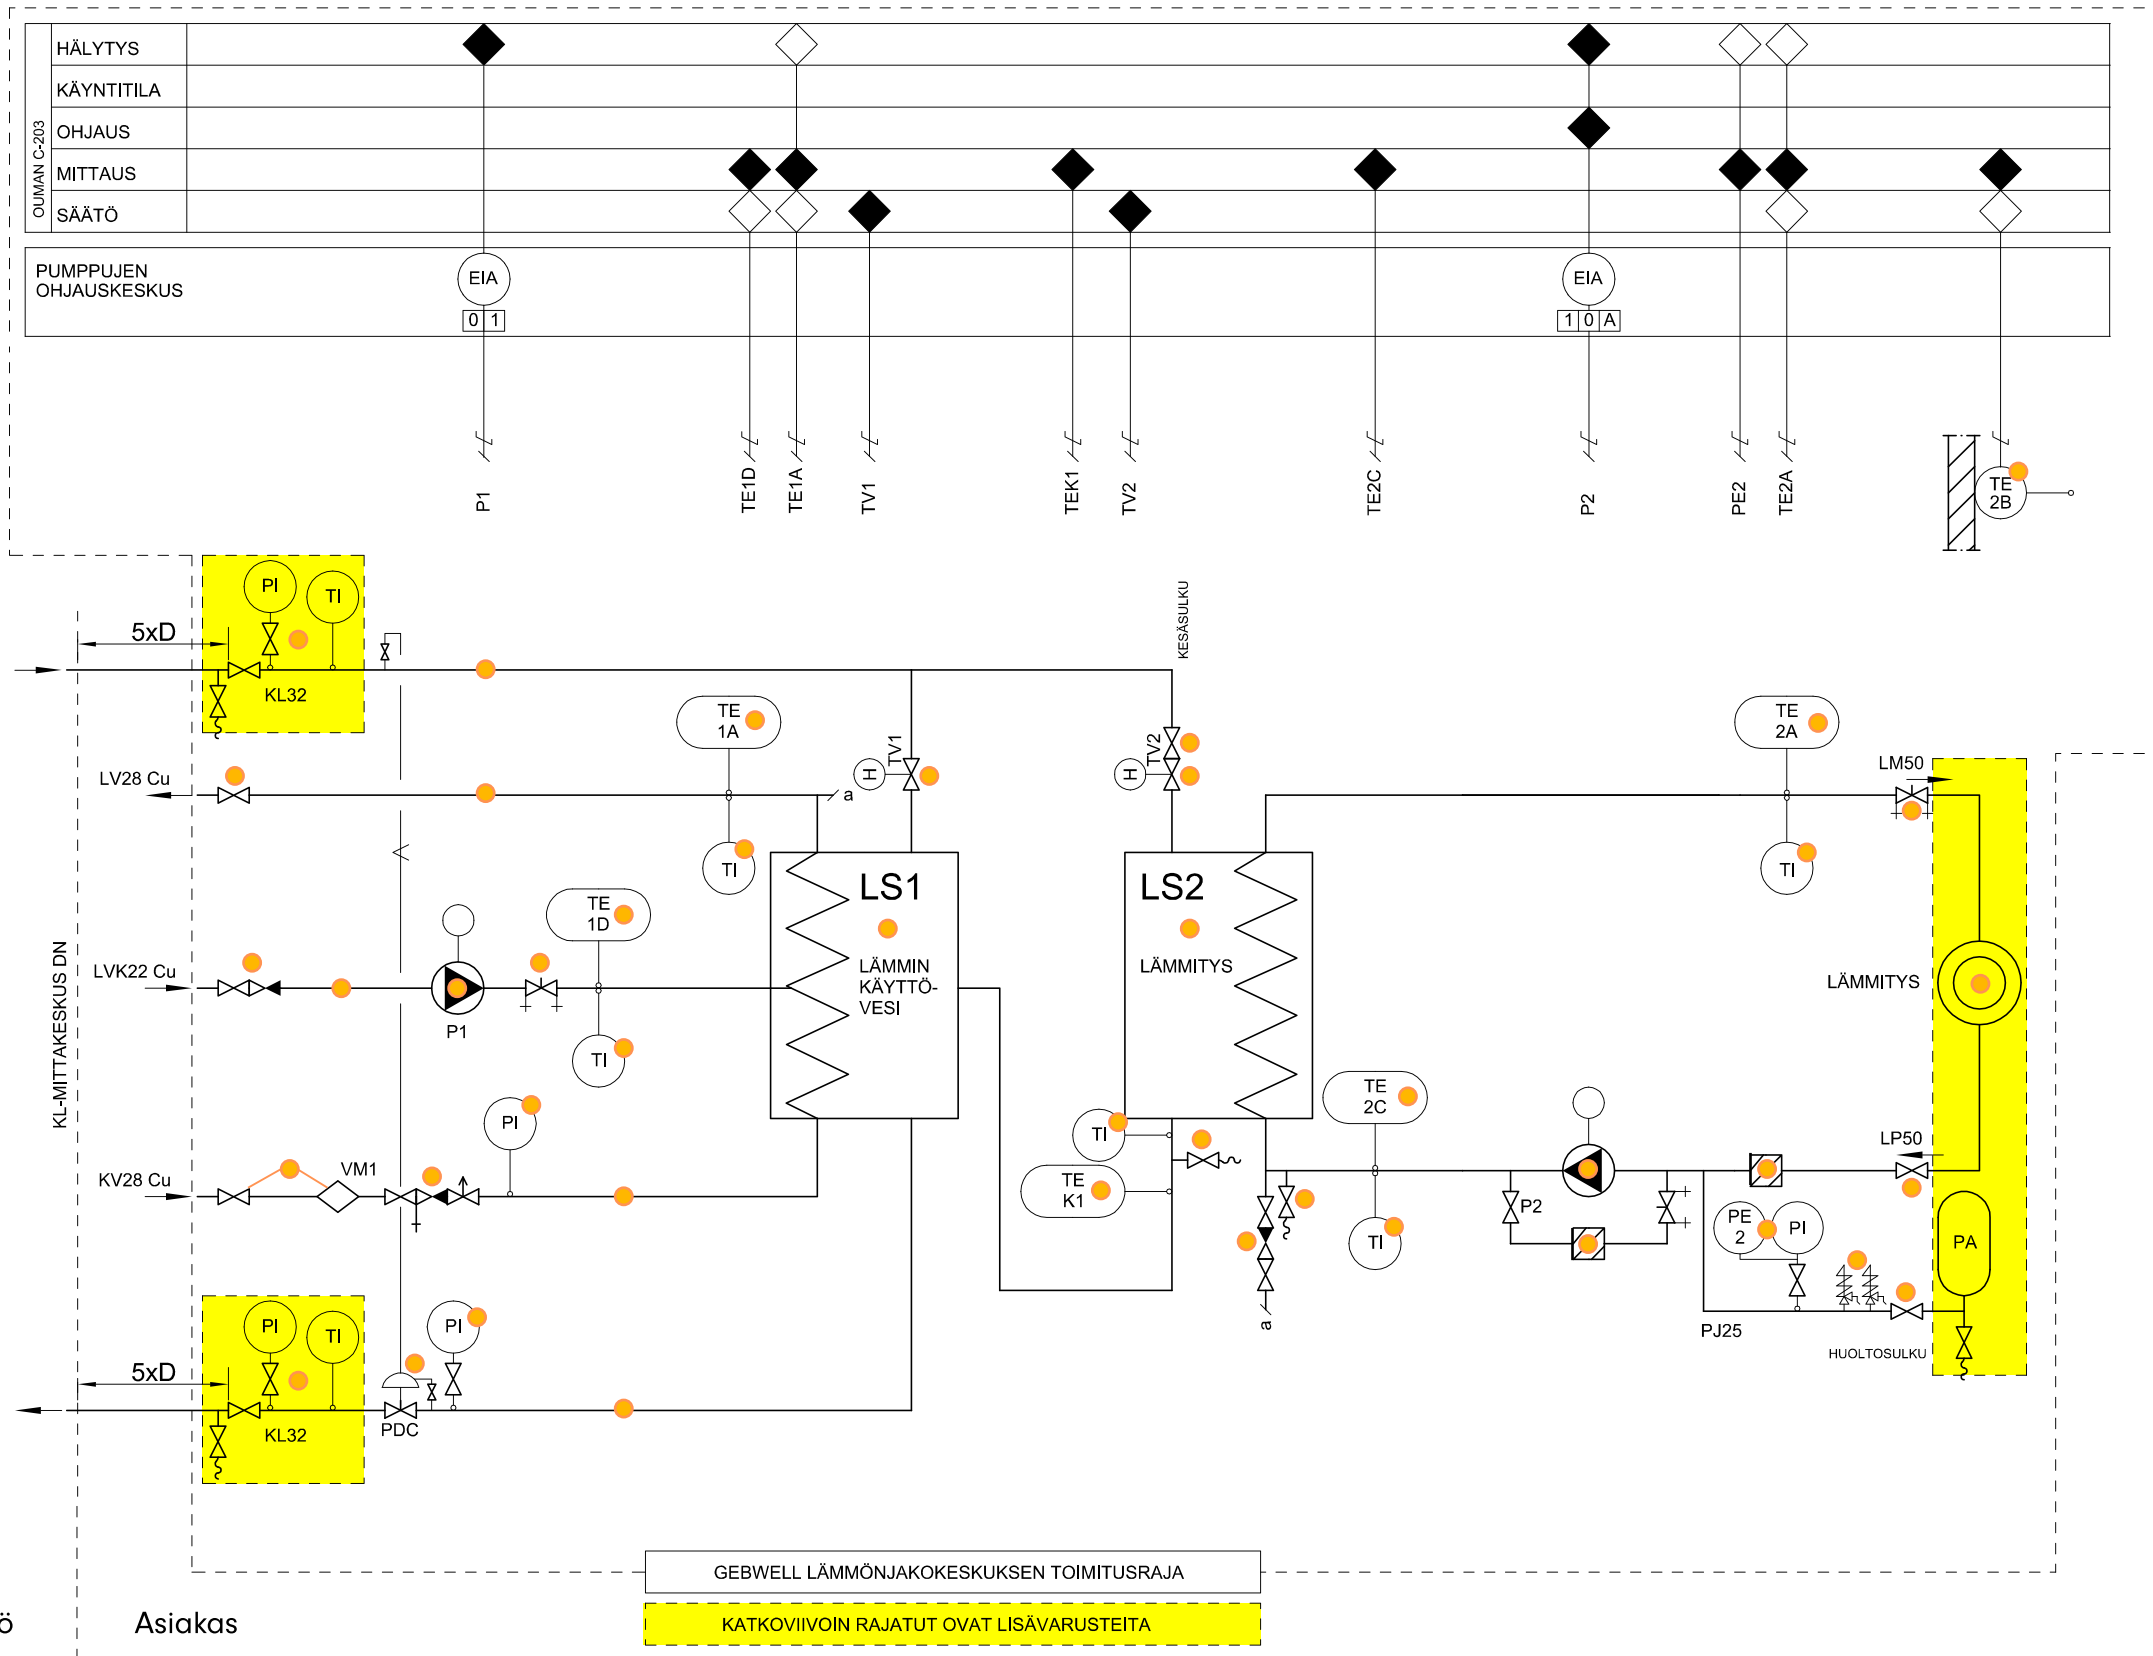 OUMAN C-203
HÄLYTYS
KÄYNTITILA
OHJAUS
MITTAUS
SÄÄTÖ
PUMPPUJEN
OHJAUSKESKUS
EIA
0 1
EIA
1 0 A
P1
TE1D
TE1A
TV1
TEK1
TV2
TE2C
P2
PE2
TE2A
TE
2B
PI
TI
5xD
KL32
KESÄSULKU
TE
1A
TV1
H
TV2
H
TE
2A
LV28 Cu
a
LM50
TI
TI
LS1
LÄMMIN
KÄYTTÖ-
VESI
LS2
LÄMMITYS
TE
1D
LVK22 Cu
P1
TI
LÄMMITYS
KL-MITTAKESKUS DN
PI
TI
TE
2C
LP50
KV28 Cu
VM1
TE
K1
P2
PE
2
PI
TI
PA
a
PJ25
HUOLTOSULKU
PI
TI
PI
5xD
KL32
PDC
GEBWELL LÄMMÖNJAKOKESKUKSEN TOIMITUSRAJA
ö
Asiakas
KATKOVIIVOIN RAJATUT OVAT LISÄVARUSTEITA